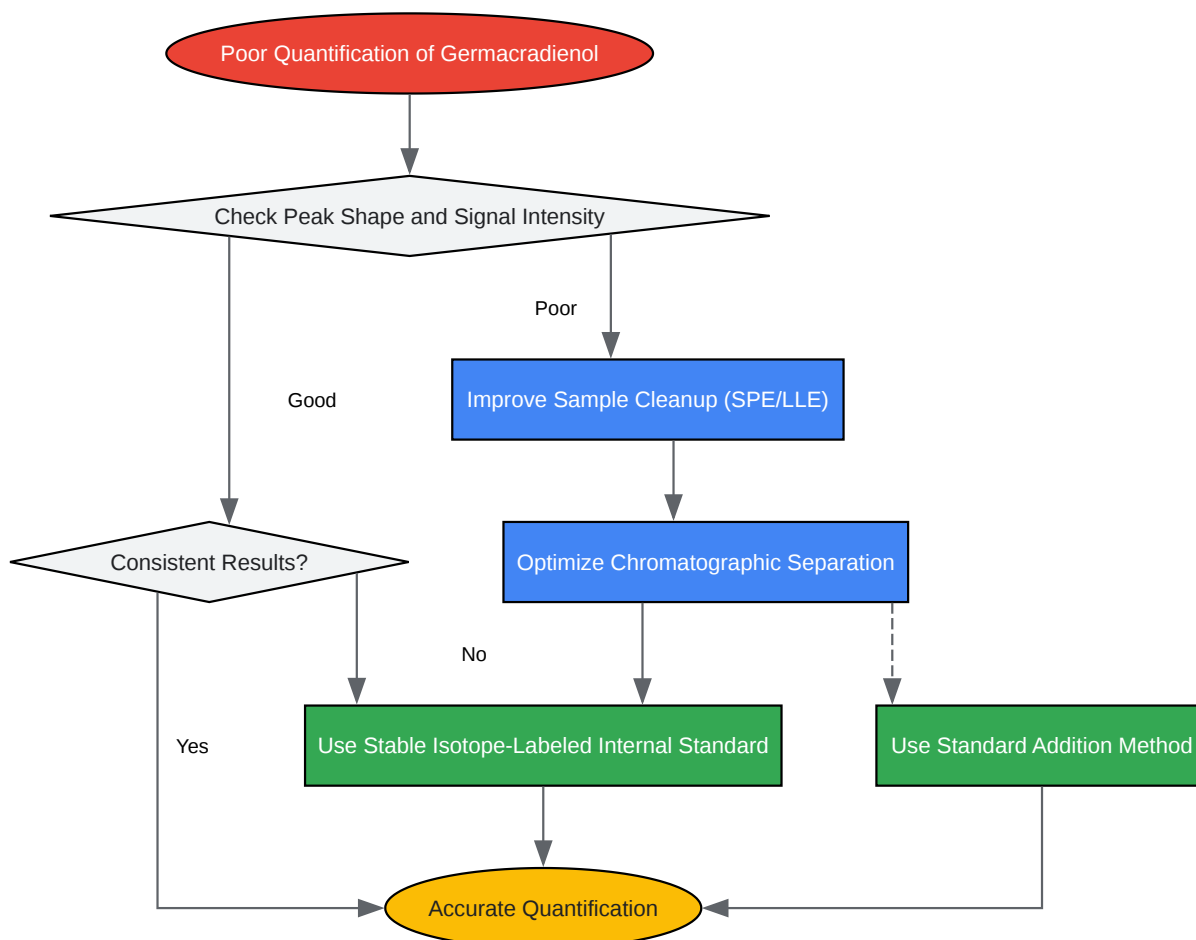 Poor Quantification of Germacradienol
Check Peak Shape and Signal Intensity
Poor
Improve Sample Cleanup (SPE/LLE)
Good
Consistent Results?
Optimize Chromatographic Separation
No
Use Stable Isotope-Labeled Internal Standard
Use Standard Addition Method
Yes
Accurate Quantification